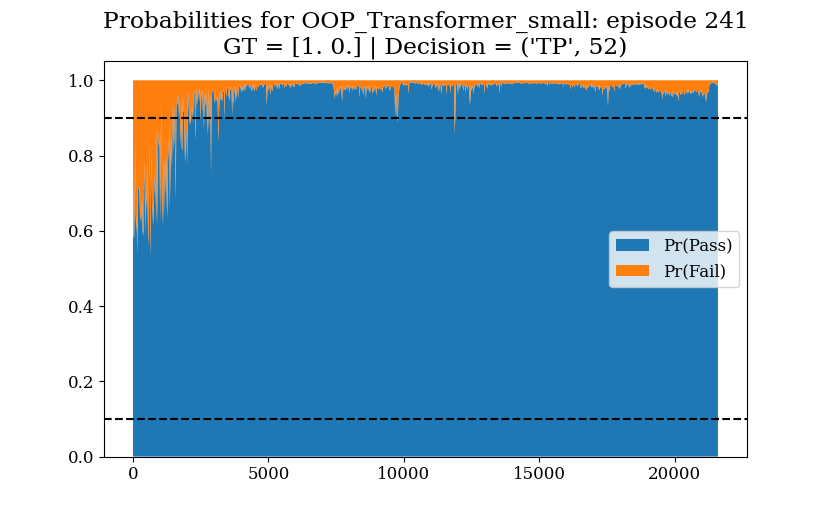 Probabilities for OOP_Transformer_small: episode 241
GT = [1. 0.] | Decision = ('TP', 52)
1.0
0.8
0.6
0.4
0.2
0.0
Pr(Pass)
Pr(Fail)
0
5000
10000
15000
20000